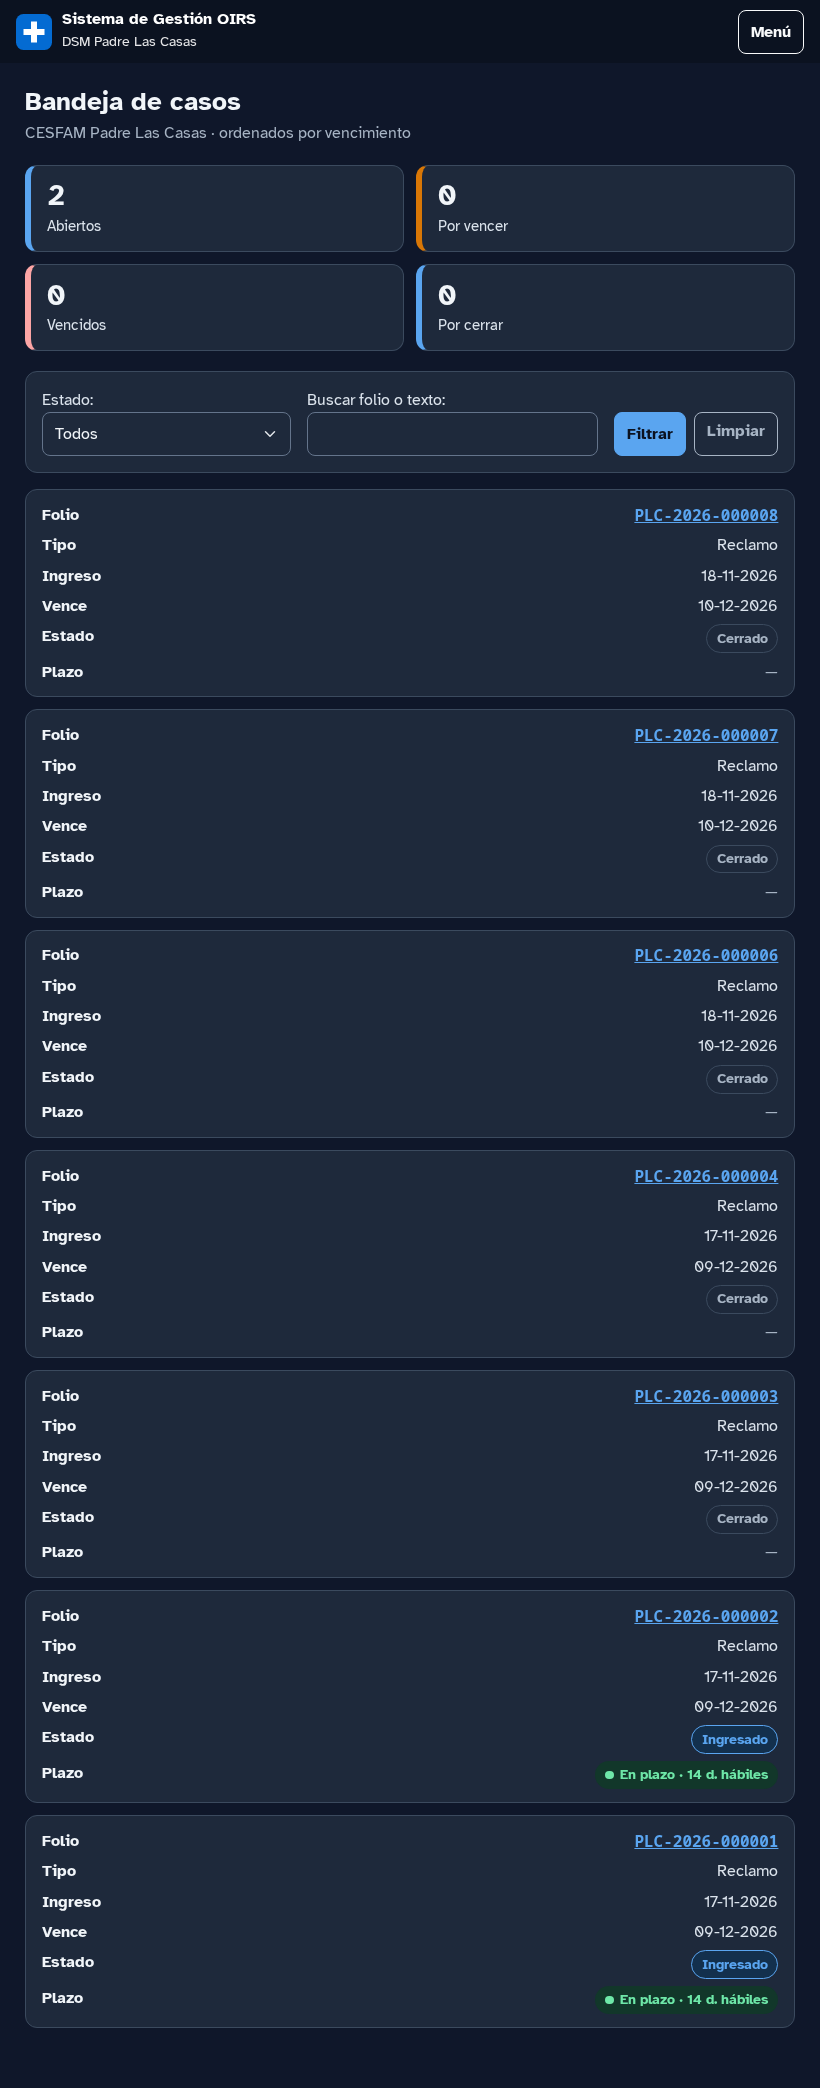 Sistema de Gestión OIRS
DSM Padre Las Casas
Menú
Bandeja de casos
CESFAM Padre Las Casas · ordenados por vencimiento
2
Abiertos
0
Por vencer
0
Vencidos
0
Por cerrar
Estado:
Todos
Buscar folio o texto:
Filtrar
Limpiar
Folio PLC-2026-000008
Tipo Reclamo
Ingreso 18-11-2026
Vence 10-12-2026
Estado Cerrado
Plazo —
Folio PLC-2026-000007
Tipo Reclamo
Ingreso 18-11-2026
Vence 10-12-2026
Estado Cerrado
Plazo —
Folio PLC-2026-000006
Tipo Reclamo
Ingreso 18-11-2026
Vence 10-12-2026
Estado Cerrado
Plazo —
Folio PLC-2026-000004
Tipo Reclamo
Ingreso 17-11-2026
Vence 09-12-2026
Estado Cerrado
Plazo —
Folio PLC-2026-000003
Tipo Reclamo
Ingreso 17-11-2026
Vence 09-12-2026
Estado Cerrado
Plazo —
Folio PLC-2026-000002
Tipo Reclamo
Ingreso 17-11-2026
Vence 09-12-2026
Estado Ingresado
Plazo En plazo · 14 d. hábiles
Folio PLC-2026-000001
Tipo Reclamo
Ingreso 17-11-2026
Vence 09-12-2026
Estado Ingresado
Plazo En plazo · 14 d. hábiles